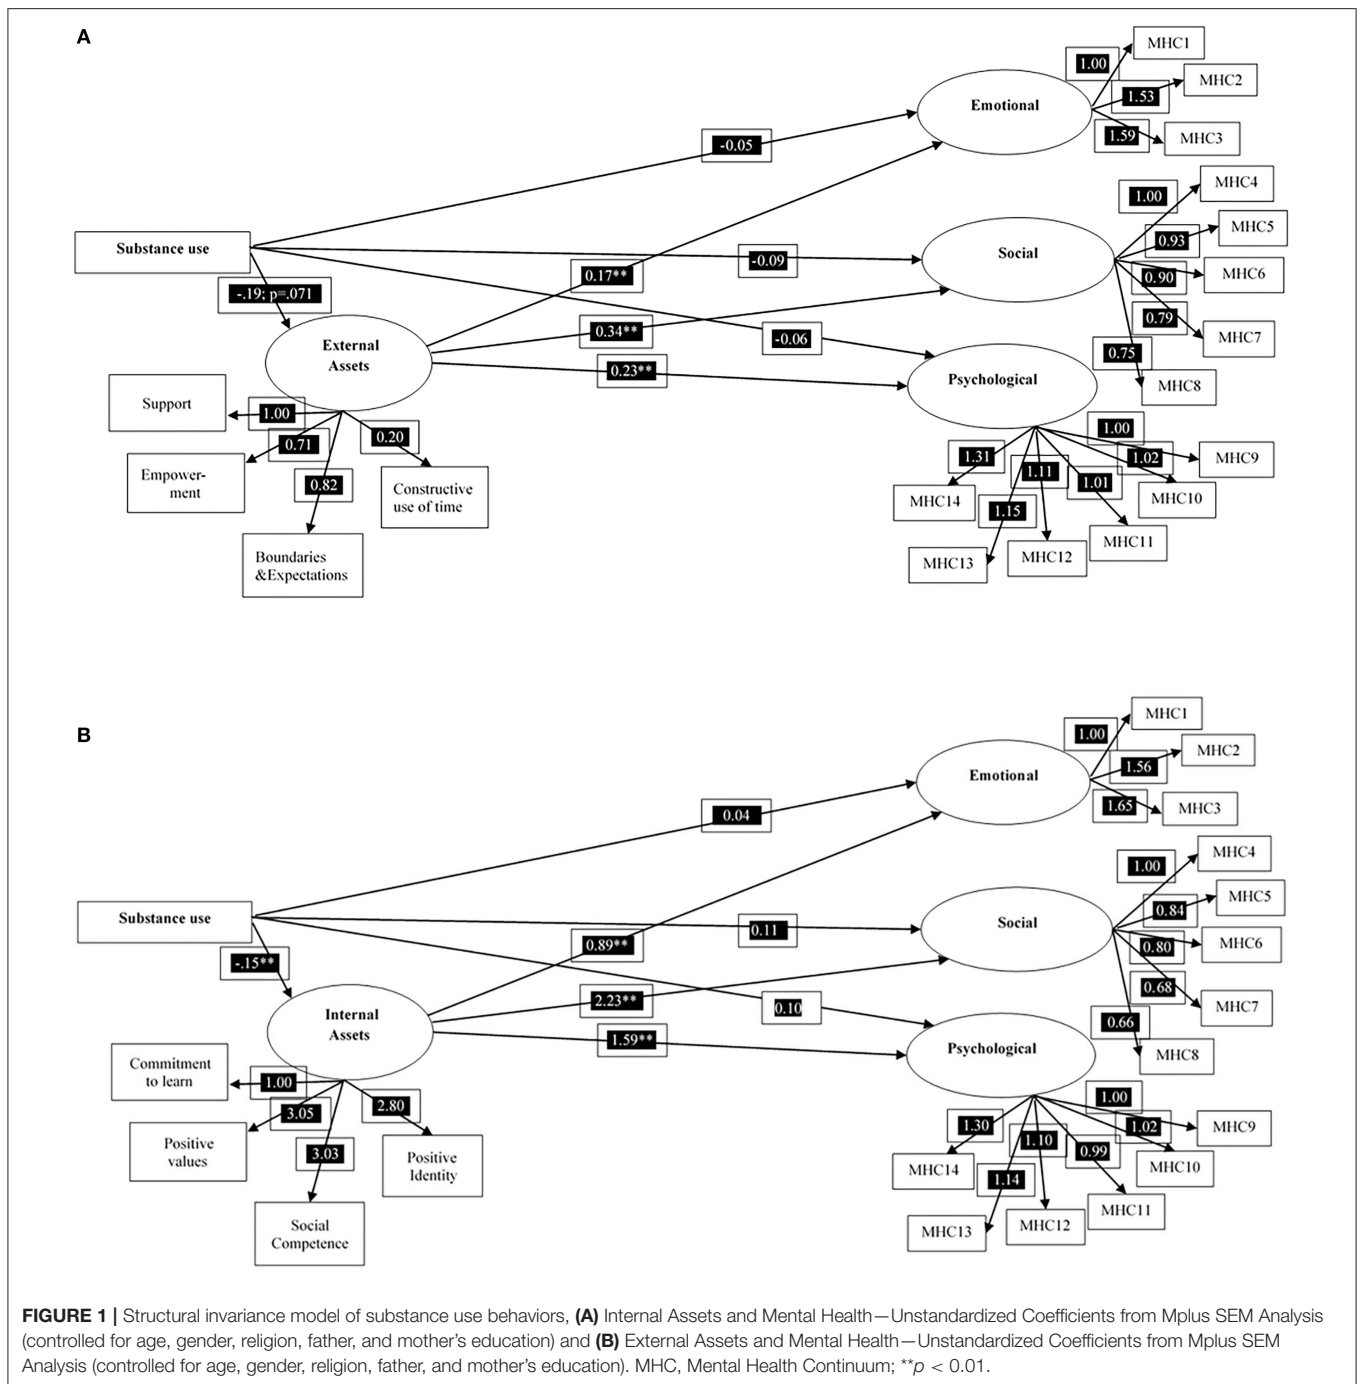 A
MHC1
1.00
MHC2
Emotional
1.53
1.59
MHC3
-0.05
MHC4
1.00
MHC5
0.93
Substance use
Social
-0.09
MHC6
0.17**
0.90
-.19; p=.071
0.79
0.34**
MHC7
-0.06
External
Assets
0.75
0.23**
Psychological
MHC8
Support
1.00
1.00
0.20
0.71
1.31
1.02
MHC9
Empower-
ment
0.82
1.11
1.01
Constructive
use of time
MHC14
MHC10
1.15
MHC11
Boundaries
&Expectations
MHC13
MHC12
B
MHC1
1.00
MHC2
Emotional
1.56
1.65
MHC3
0.04
MHC4
1.00
MHC5
0.84
Substance use
Social
0.11
MHC6
0.89**
0.80
-.15**
0.68
2.23**
MHC7
0.10
Internal
Assets
0.66
1.59**
Psychological
MHC8
Commitment
to learn
1.00
1.00
2.80
3.05
1.30
1.02
MHC9
Positive
values
3.03
1.10
0.99
Positive
Identity
MHC14
MHC10
1.14
MHC11
Social
Competence
MHC13
MHC12
FIGURE 1 | Structural invariance model of substance use behaviors, (A) Internal Assets and Mental Health—Unstandardized Coefficients from Mplus SEM Analysis
(controlled for age, gender, religion, father, and mother's education) and (B) External Assets and Mental Health—Unstandardized Coefficients from Mplus SEM
Analysis (controlled for age, gender, religion, father, and mother's education). MHC, Mental Health Continuum; **p < 0.01.